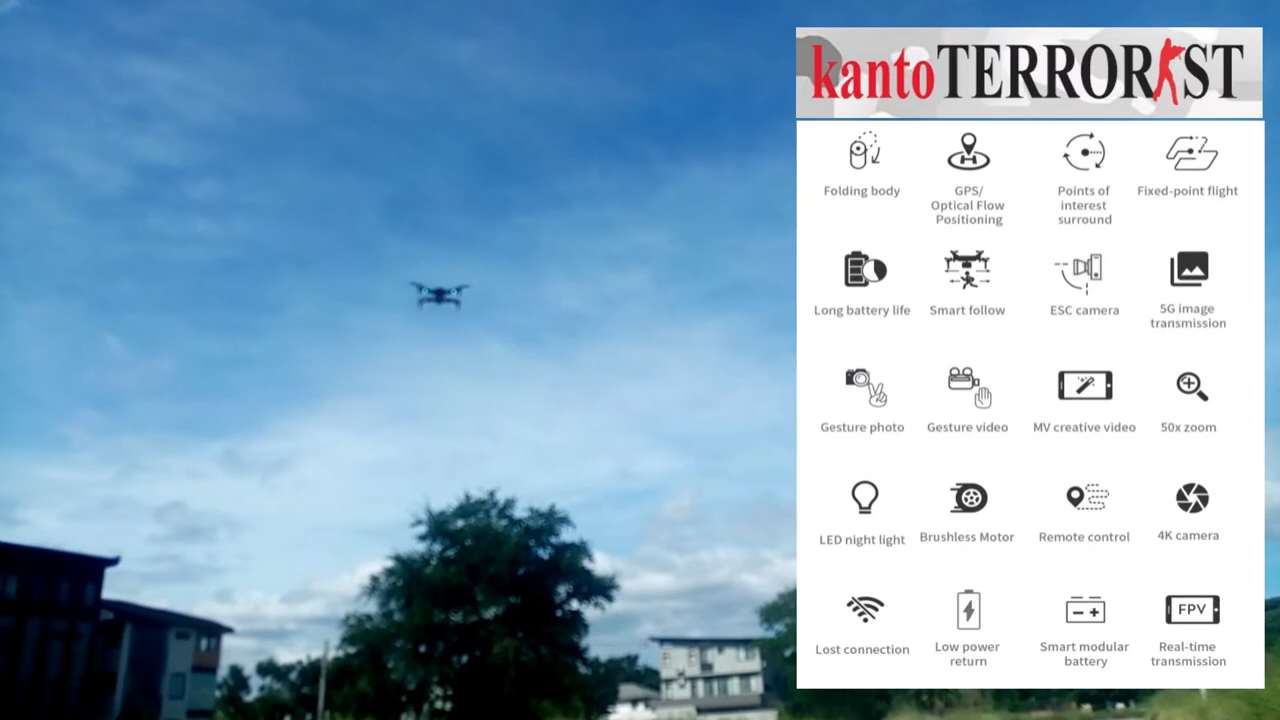 kantoTERRORIST
Folding body
GPS/
Optical Flow
Positioning
Points of
interest
surround
Fixed-point flight
Long battery life
Smart follow
ESC camera
5G image
transmission
Gesture photo
Gesture video
MV creative video
50x zoom
LED night light
Brushless Motor
Remote control
4K camera
Lost connection
Low power
return
Smart modular
battery
FPV
Real-time
transmission